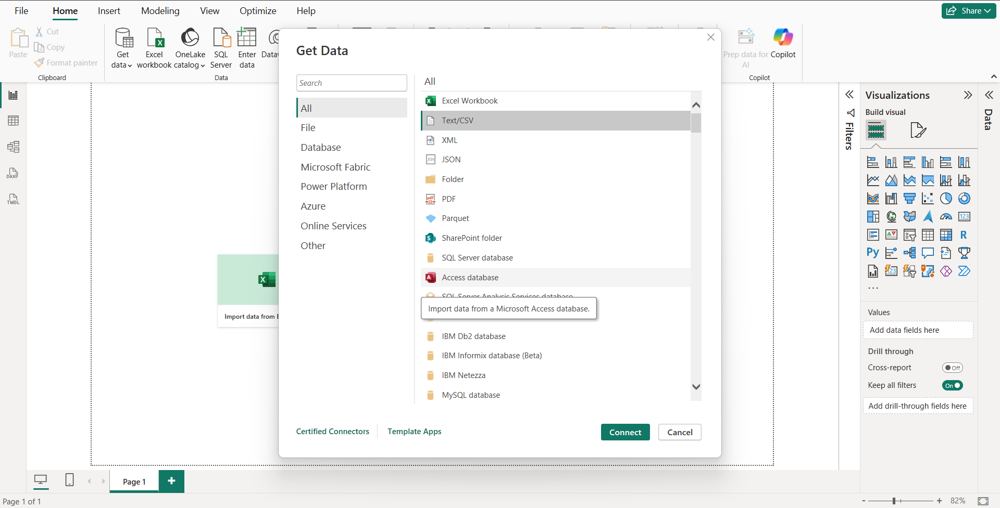 File Home Insert Modeling View Optimize Help
Share
Paste
Cut
Copy
Format painter
Clipboard
Get data
Excel workbook
OneLake catalog
SQL Server
Enter data
Data
Prep data for AI
Copilot
Copilot
Get Data
Search
All
File
Database
Microsoft Fabric
Power Platform
Azure
Online Services
Other
All
Excel Workbook
Text/CSV
XML
JSON
Folder
PDF
Parquet
SharePoint folder
SQL Server database
Access database
SQL Server Analysis Services database
Import data from a Microsoft Access database.
IBM Db2 database
IBM Informix database (Beta)
IBM Netezza
MySQL database
Certified Connectors
Template Apps
Connect
Cancel
Import data from E
DAX
TMDL
Filters
Visualizations
Build visual
123
R
Py
123
...
Values
Add data fields here
Drill through
Cross-report
Off
Keep all filters
On
Add drill-through fields here
Data
Page 1
+
Page 1 of 1
- + 82%